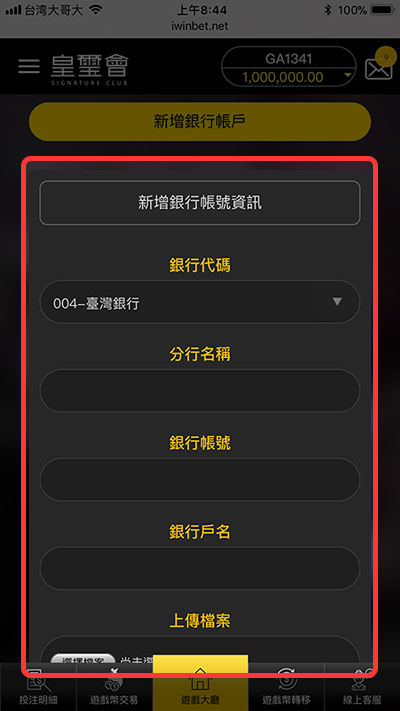 台湾大哥大 上午8:44 100%
iwinbet.net
皇璽會
SIGNATURE CLUB
GA1341
1,000,000.00
9
新增銀行帳戶
新增銀行帳號資訊
銀行代碼
004-臺灣銀行
分行名稱
銀行帳號
銀行戶名
上傳檔案
選擇檔案 尚未選
投注明細 遊戲幣交易 遊戲大廳 遊戲幣轉移 線上客服